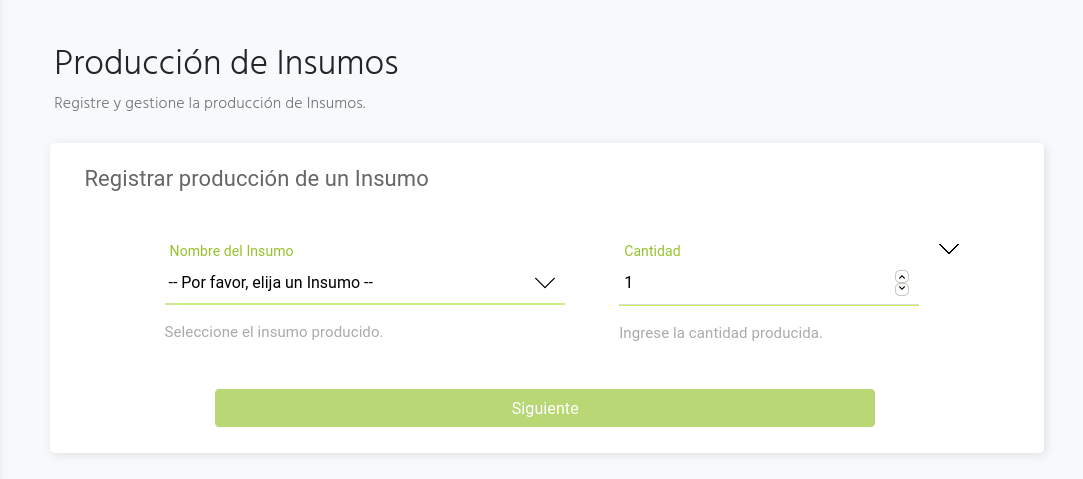 Producción de Insumos
Registre y gestione la producción de Insumos.
Registrar producción de un Insumo
Nombre del Insumo
-- Por favor, elija un Insumo --
Seleccione el insumo producido.
Cantidad
1
Ingrese la cantidad producida.
Siguiente